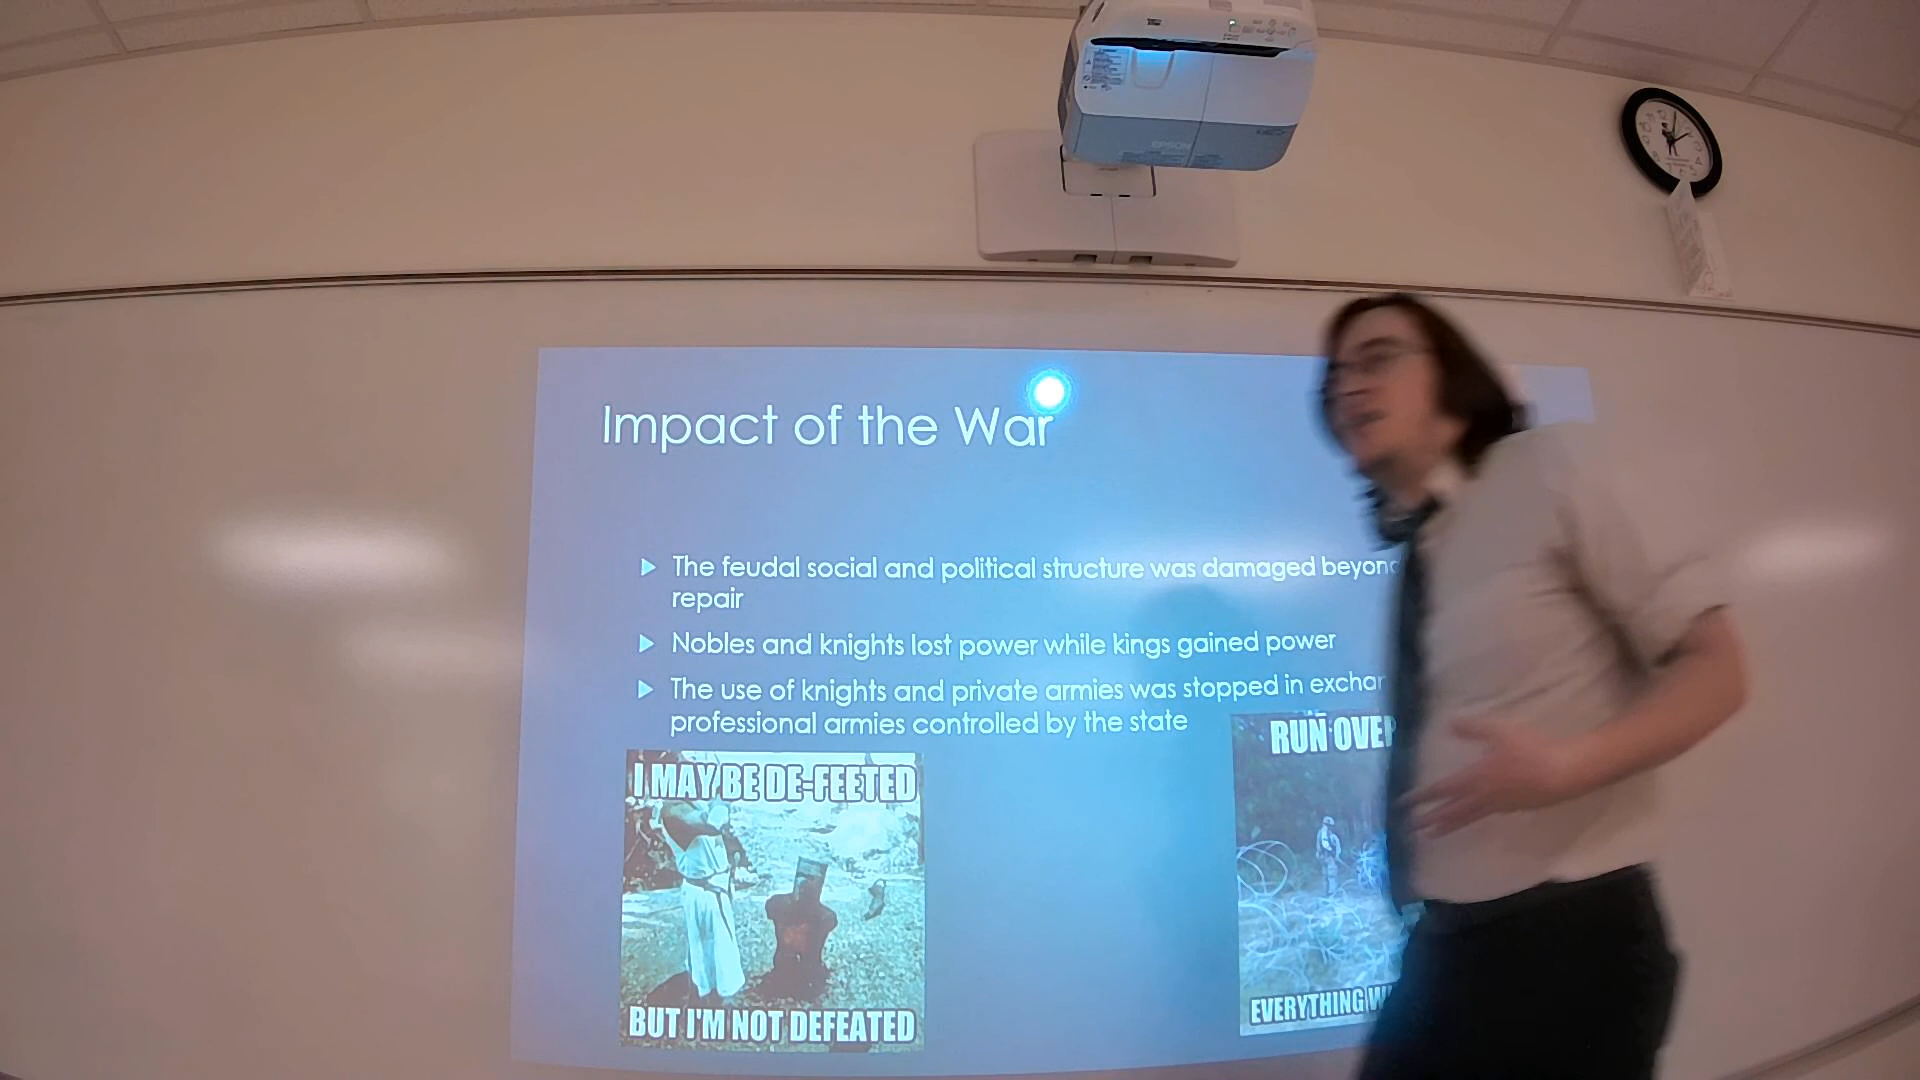 EPSON
Impact of the War
The feudal social and political structure was damaged beyond
repair
Nobles and knights lost power while kings gained power
The use of knights and private armies was stopped in exchan
professional armies controlled by the state
I MAY BE DE-FEETED
BUT I'M NOT DEFEATED
RUN OVER
EVERYTHING W